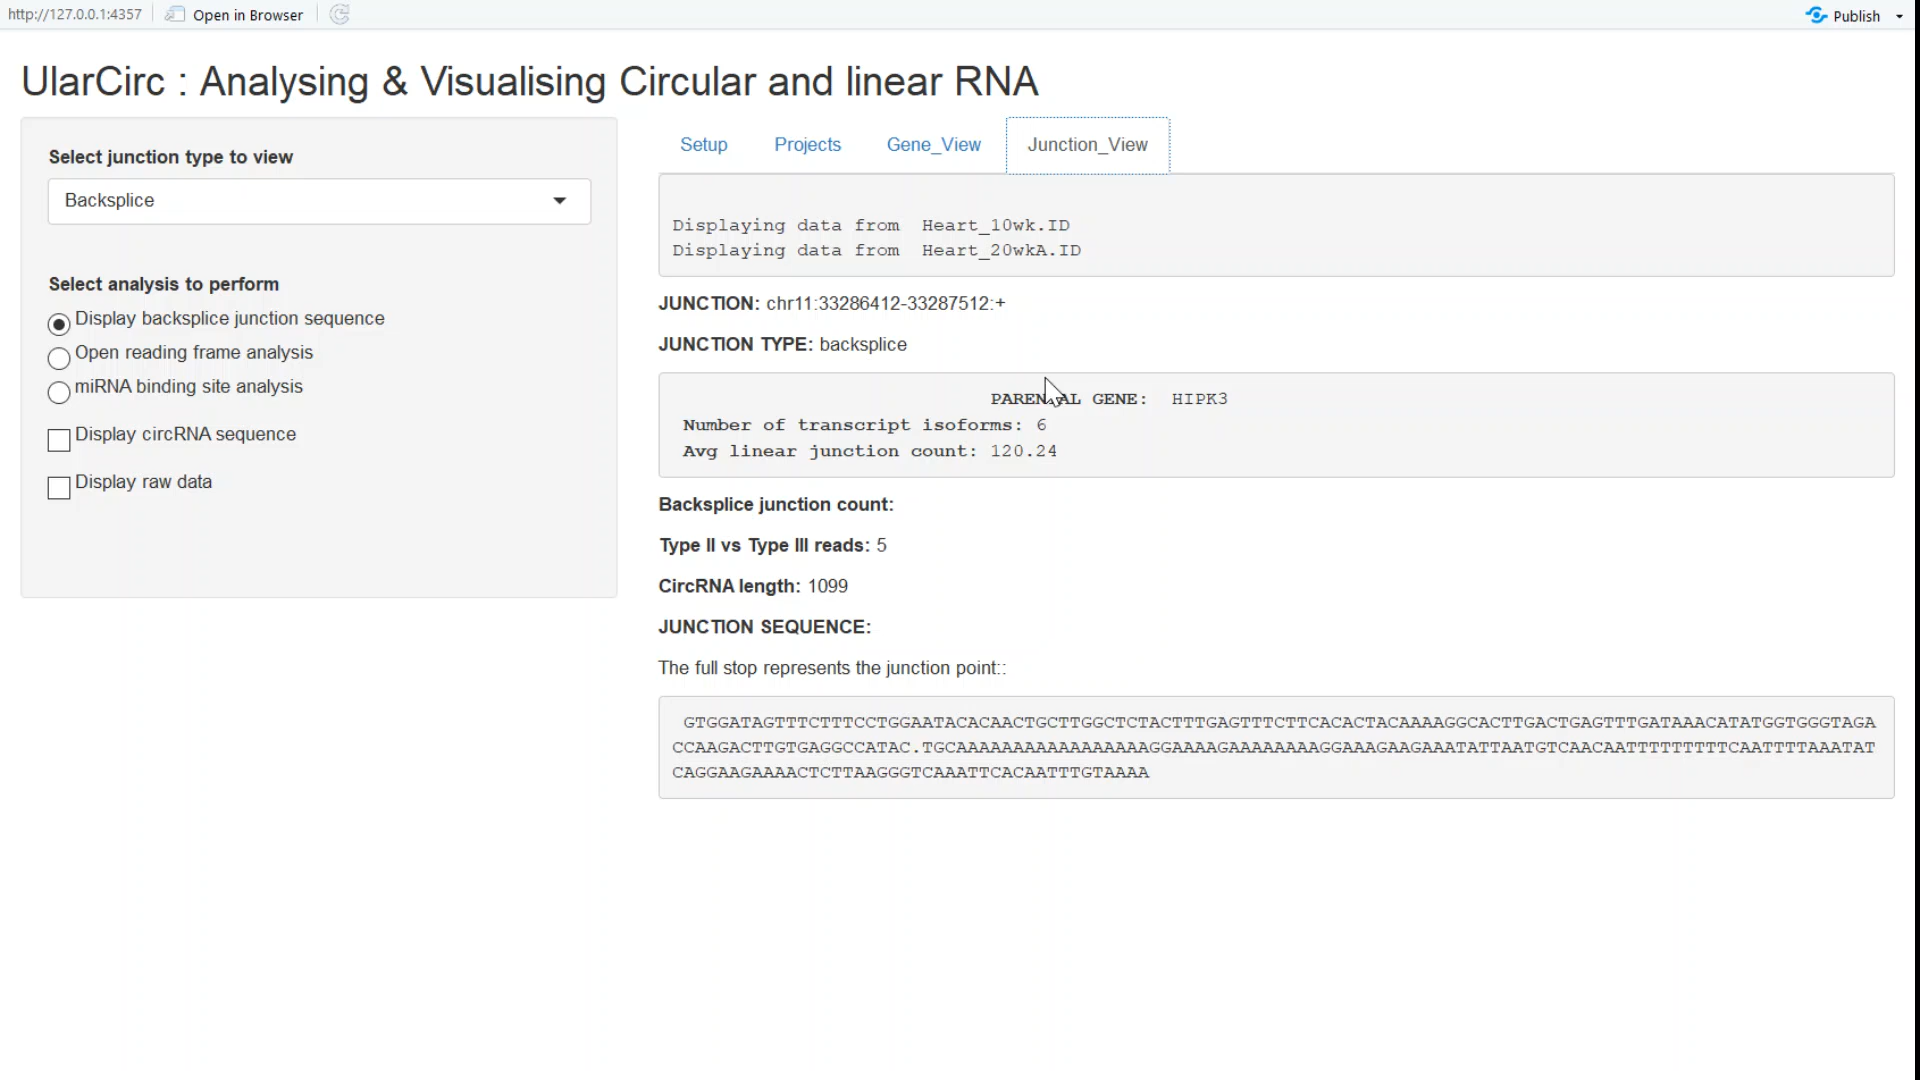 http://127.0.0.1:4357 Open in Browser Publish
UlarCirc : Analysing & Visualising Circular and linear RNA
Select junction type to view
Backsplice
Select analysis to perform
Display backsplice junction sequence
Open reading frame analysis
miRNA binding site analysis
Display circRNA sequence
Display raw data
Setup Projects Gene_View Junction_View
Displaying data from Heart_10wk.ID
Displaying data from Heart_20wkA.ID
JUNCTION: chr11:33286412-33287512:+
JUNCTION TYPE: backsplice
PARENTAL GENE: HIPK3
Number of transcript isoforms: 6
Avg linear junction count: 120.24
Backsplice junction count:
Type II vs Type III reads: 5
CircRNA length: 1099
JUNCTION SEQUENCE:
The full stop represents the junction point::
GTGGATAGTTTCTTTCCTGGAATACACAACTGCTTGGCTCTACTTTGAGTTTCTTCACACTACAAAAGGCACTTGACTGAGTTTGATAAACATATGGTGGGTAGA
CCAAGACTTGTGAGGCCATAC.TGCAAAAAAAAAAAAAAAAAGGAAAAGAAAAAAAAGGAAAGAAGAAATATTAATGTCAACAATTTTTTTTTTCAATTTTAAATAT
CAGGAAGAAAACTCTTAAGGGTCAAATTCACAATTTGTAAAA